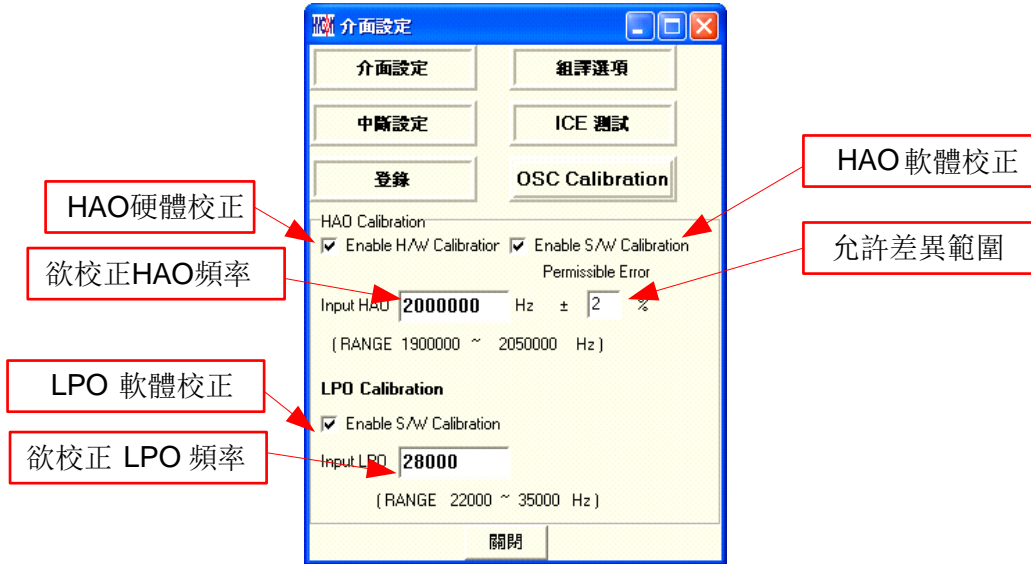 介面設定
介面設定 組譯選項
中斷設定 ICE 測試
登錄 OSC Calibration
HAO 軟體校正
HAO硬體校正
HAO Calibration
Enable H/W Calibration Enable S/W Calibration
允許差異範圍
欲校正HAO頻率
Permissible Error
Input HAO 2000000 Hz ± 2 %
( RANGE 1900000 ~ 2050000 Hz )
LPO 軟體校正
LPO Calibration
Enable S/W Calibration
欲校正 LPO 頻率
Input LPO 28000
( RANGE 22000 ~ 35000 Hz )
關閉